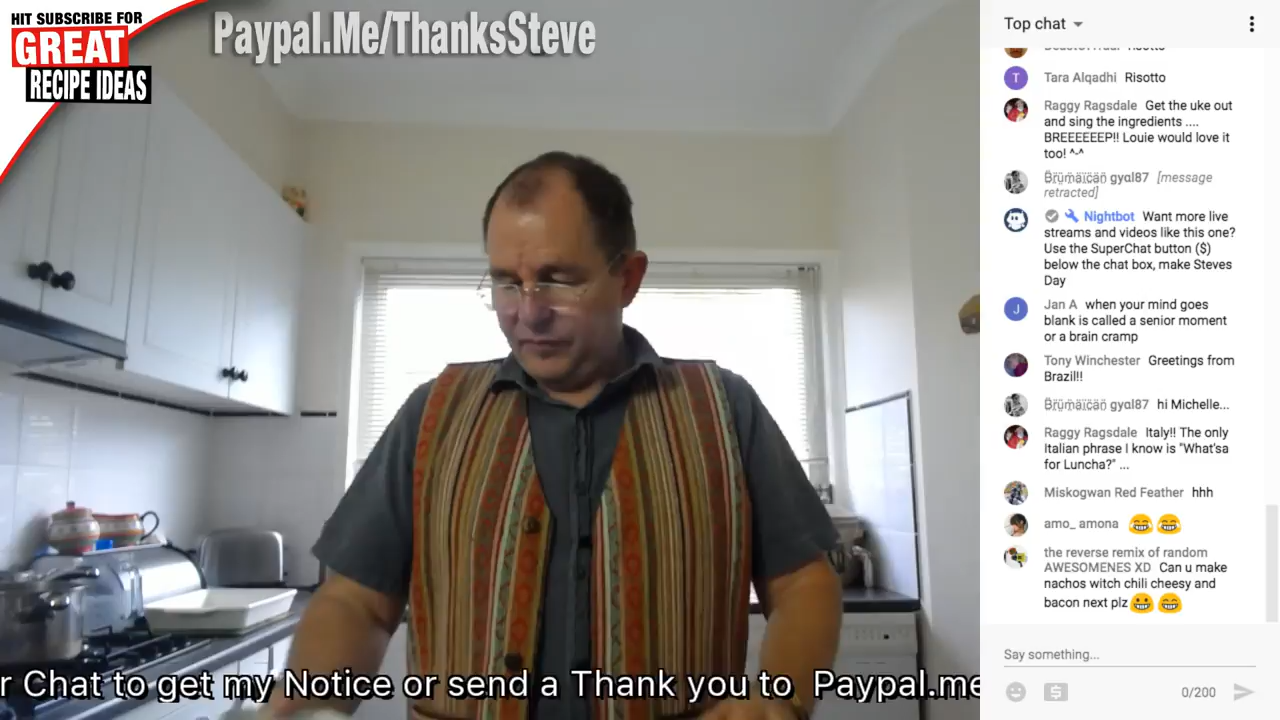 HIT SUBSCRIBE FOR
GREAT
RECIPE IDEAS
Paypal.Me/ThanksSteve
r Chat to get my Notice or send a Thank you to Paypal.me
Top chat
Risotto
Tara Alqadhi Risotto
Raggy Ragsdale Get the uke out
and sing the ingredients ....
BREEEEEEP!! Louie would love it
too! ^-^
gyal87 [message
retracted]
Nightbot Want more live
streams and videos like this one?
Use the SuperChat button ($)
below the chat box, make Steves
Day
J
Jan A when your mind goes
blank is called a senior moment
or a brain cramp
Tony Winchester Greetings from
Brazil!!
gyal87 hi Michelle...
Raggy Ragsdale Italy!! The only
Italian phrase I know is "What'sa
for Luncha?" ...
Miskogwan Red Feather hhh
amo_ amona 😂😂
the reverse remix of random
AWESOMENES XD Can u make
nachos witch chili cheesy and
bacon next plz😀😂
Say something...
0/200